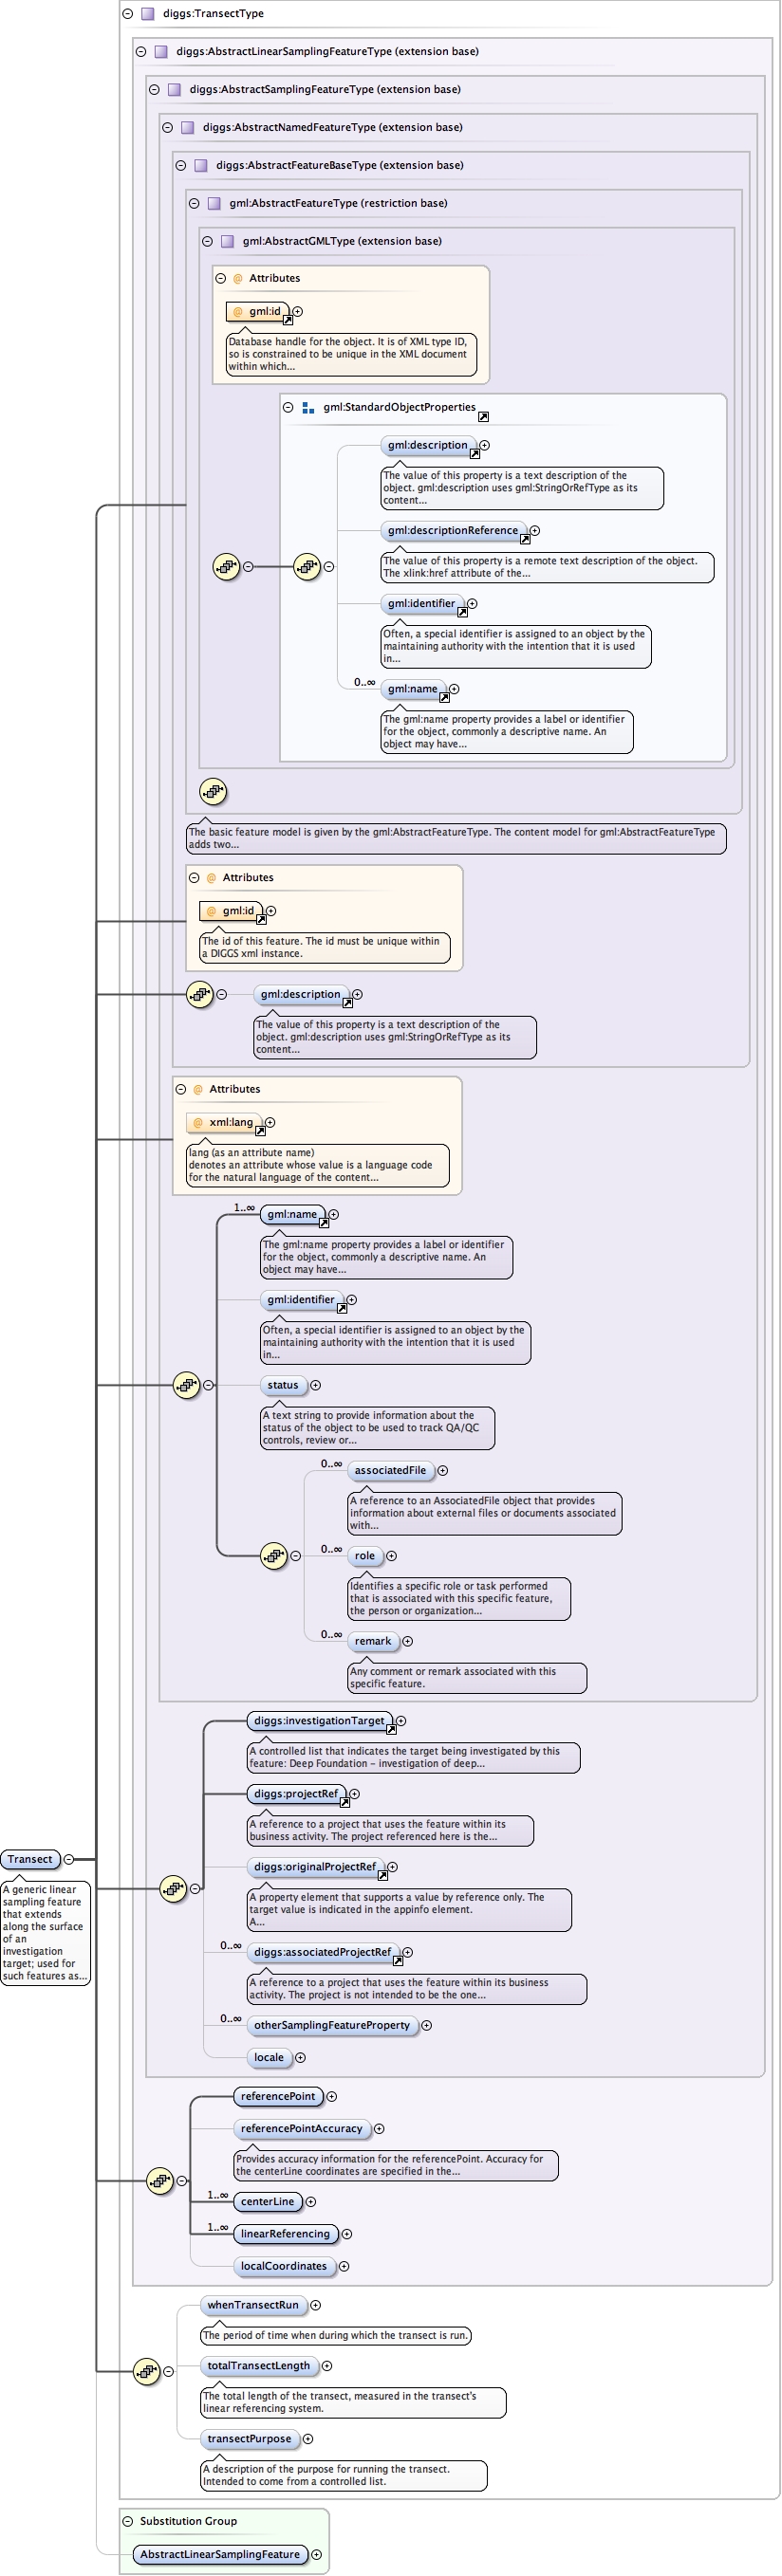 diggs:TransectType
diggs:AbstractLinearSamplingFeatureType (extension base)
diggs:AbstractSamplingFeatureType (extension base)
diggs:AbstractNamedFeatureType (extension base)
diggs:AbstractFeatureBaseType (extension base)
gml:AbstractFeatureType (restriction base)
gml:AbstractGMLType (extension base)
@ Attributes
@ gml:id
Database handle for the object. It is of XML type ID,
so is constrained to be unique in the XML document
within which...
gml:StandardObjectProperties
gml:description
The value of this property is a text description of the
object. gml:description uses gml:StringOrRefType as its
content...
gml:descriptionReference
The value of this property is a remote text description of the object.
The xlink:href attribute of the...
gml:identifier
Often, a special identifier is assigned to an object by the
maintaining authority with the intention that it is used
in...
0..∞
gml:name
The gml:name property provides a label or identifier
for the object, commonly a descriptive name. An
object may have...
The basic feature model is given by the gml:AbstractFeatureType. The content model for gml:AbstractFeatureType
adds two...
@ Attributes
@ gml:id
The id of this feature. The id must be unique within
a DIGGS xml instance.
gml:description
The value of this property is a text description of the
object. gml:description uses gml:StringOrRefType as its
content...
@ Attributes
@ xml:lang
lang (as an attribute name)
denotes an attribute whose value is a language code
for the natural language of the content...
1..∞
gml:name
The gml:name property provides a label or identifier
for the object, commonly a descriptive name. An
object may have...
gml:identifier
Often, a special identifier is assigned to an object by the
maintaining authority with the intention that it is used
in...
status
A text string to provide information about the
status of the object to be used to track QA/QC
controls, review or...
0..∞
associatedFile
A reference to an AssociatedFile object that provides
information about external files or documents associated
with...
0..∞
role
Identifies a specific role or task performed
that is associated with this specific feature,
the person or organization...
0..∞
remark
Any comment or remark associated with this
specific feature.
diggs:investigationTarget
A controlled list that indicates the target being investigated by this
feature: Deep Foundation – investigation of deep...
diggs:projectRef
A reference to a project that uses the feature within its
business activity. The project referenced here is the...
Transect
A generic linear
sampling feature
that extends
along the surface
of an
investigation
target; used for
such features as...
diggs:originalProjectRef
A property element that supports a value by reference only. The
target value is indicated in the appinfo element.
A...
0..∞
diggs:associatedProjectRef
A reference to a project that uses the feature within its business
activity. The project is not intended to be the one...
0..∞
otherSamplingFeatureProperty
locale
referencePoint
referencePointAccuracy
Provides accuracy information for the referencePoint. Accuracy for
the centerLine coordinates are specified in the...
1..∞
centerLine
1..∞
linearReferencing
localCoordinates
whenTransectRun
The period of time when during which the transect is run.
totalTransectLength
The total length of the transect, measured in the transect's
linear referencing system.
transectPurpose
A description of the purpose for running the transect.
Intended to come from a controlled list.
Substitution Group
AbstractLinearSamplingFeature